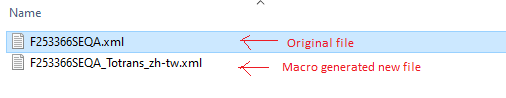 Name
F253366SEQA.xml Original file
F253366SEQA_Totrans_zh-tw.xml Macro generated new file